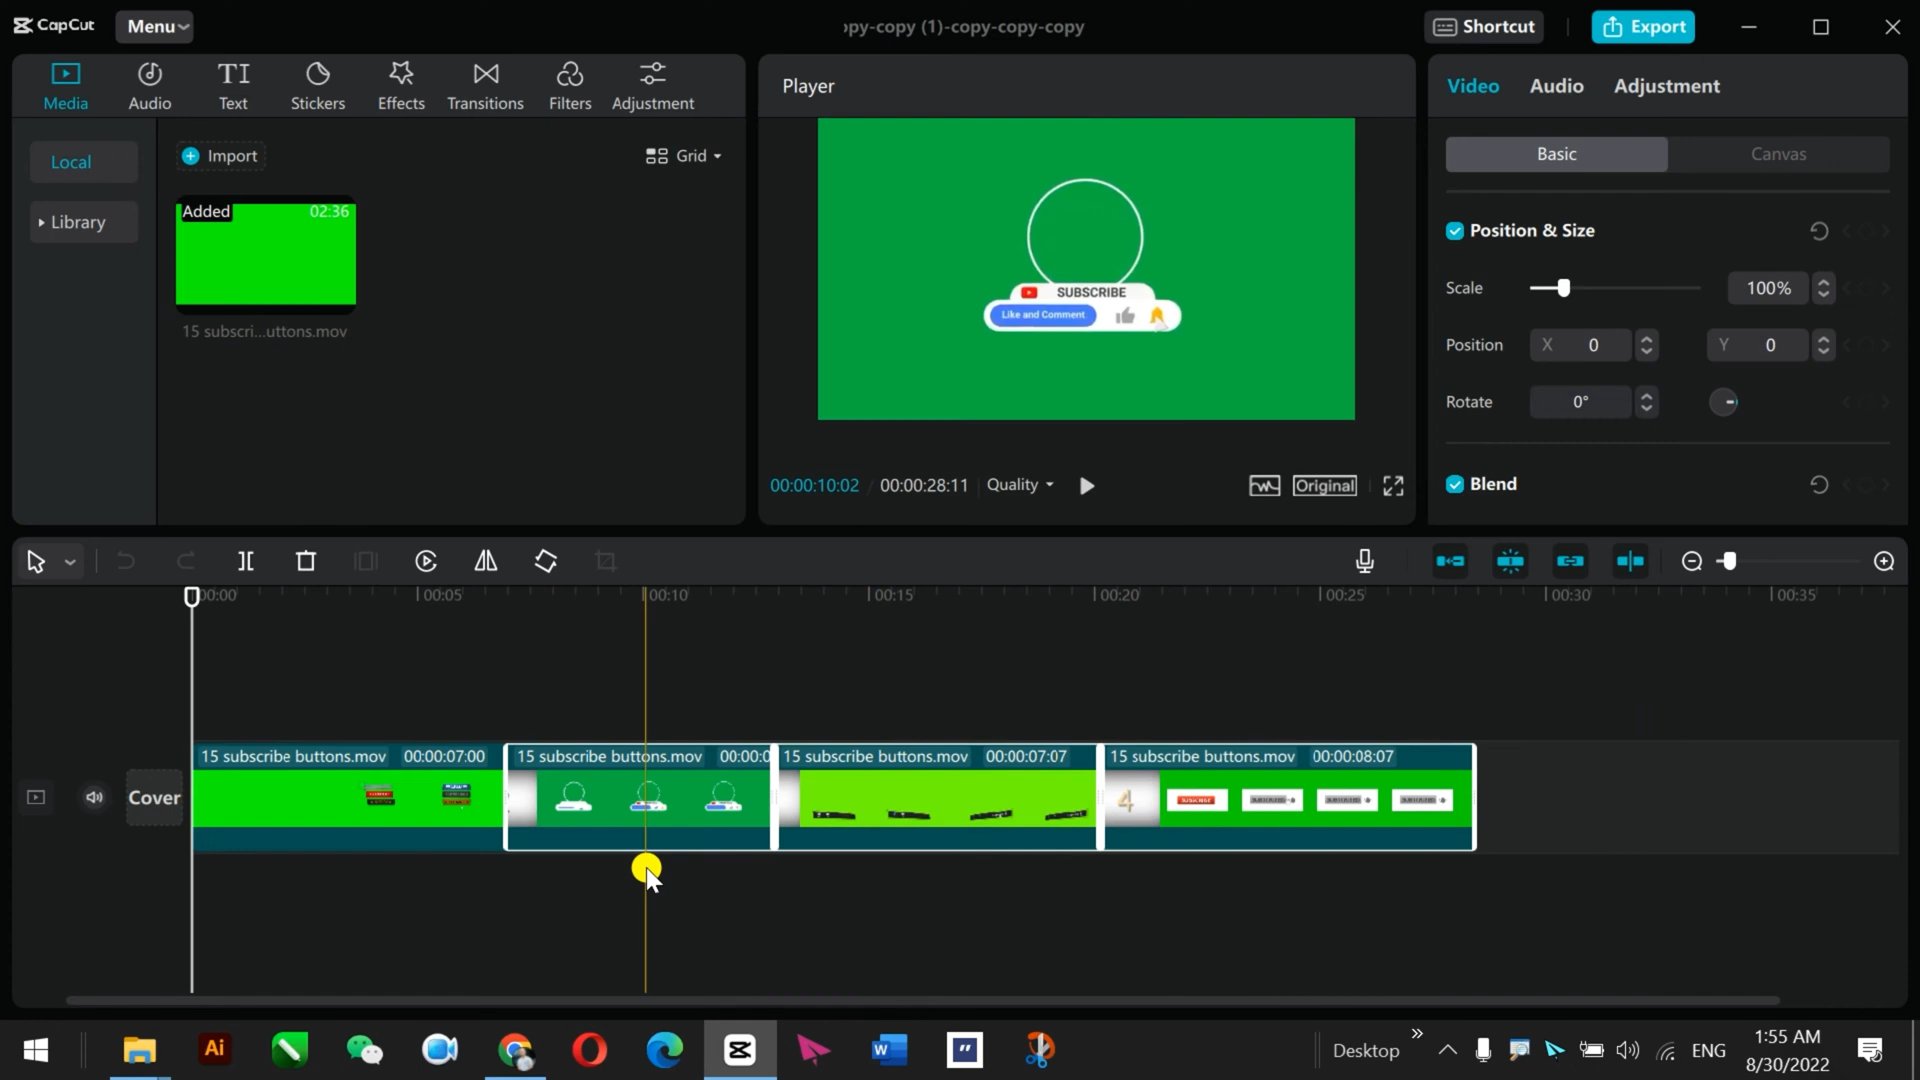 CapCut
Menu
opy-copy (1)-copy-copy-copy
Shortcut
Export
Media
Audio
TI
Text
Stickers
Effects
Transitions
Filters
Adjustment
Player
Video
Audio
Adjustment
Local
Library
Import
Grid
Added
02:36
15 subscri...uttons.mov
SUBSCRIBE
Like and Comment
Basic
Canvas
Position & Size
Scale
100%
Position
X 0
Y 0
Rotate
0°
Blend
00:00:10:02
00:00:28:11
Quality
Original
00:00
00:05
00:10
00:15
00:20
00:25
00:30
00:35
Cover
15 subscribe buttons.mov 00:00:07:00
15 subscribe buttons.mov 00:00:0
15 subscribe buttons.mov 00:00:07:07
15 subscribe buttons.mov 00:00:08:07
4
Ai
W
Desktop
ENG
1:55 AM
8/30/2022